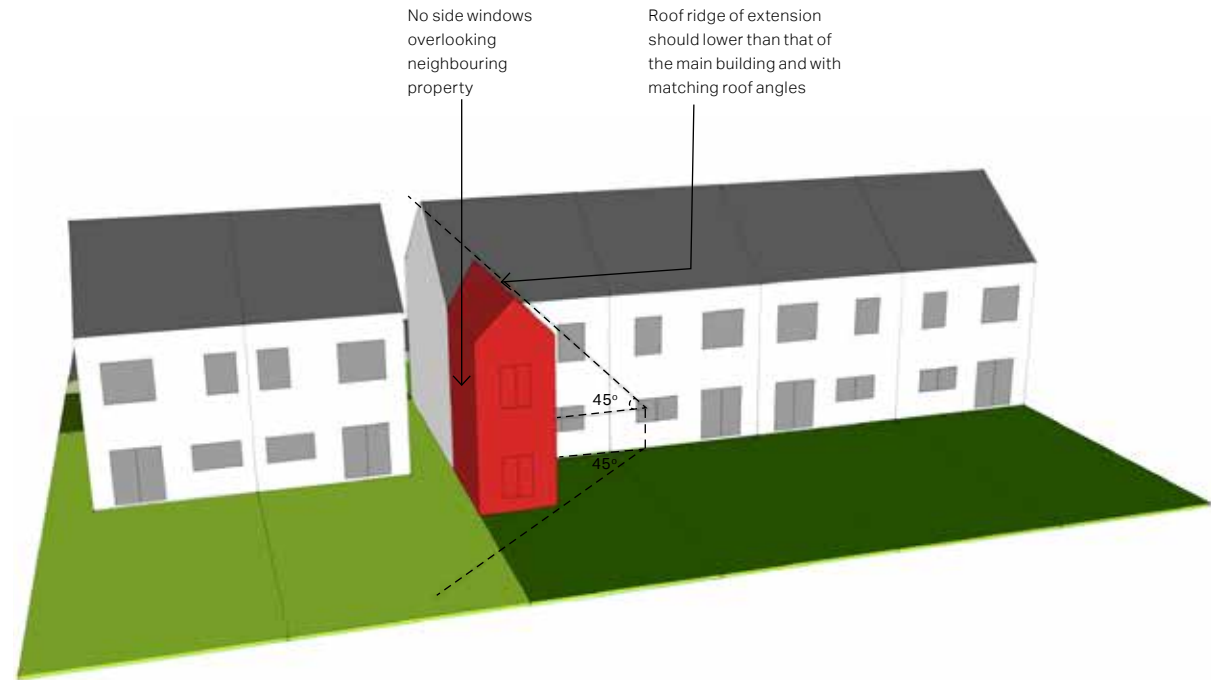 No side windows
overlooking
neighbouring
property
Roof ridge of extension
should lower than that of
the main building and with
matching roof angles
45°
45°